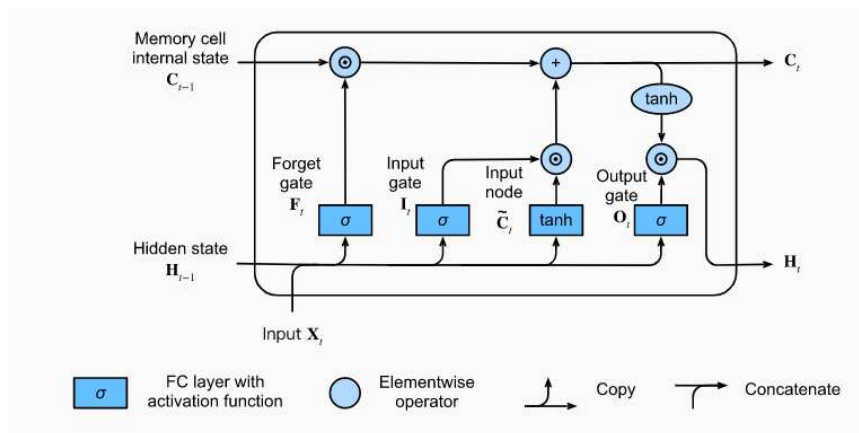 Memory cell
internal state
C_{t-1}
C_t
+
tanh
Forget
gate
F_t
Input
gate
I_t
Input
node
C̃_t
Output
gate
O_t
σ
σ
tanh
σ
Hidden state
H_{t-1}
H_t
Input X_t
σ
FC layer with
activation function
Elementwise
operator
Copy
Concatenate